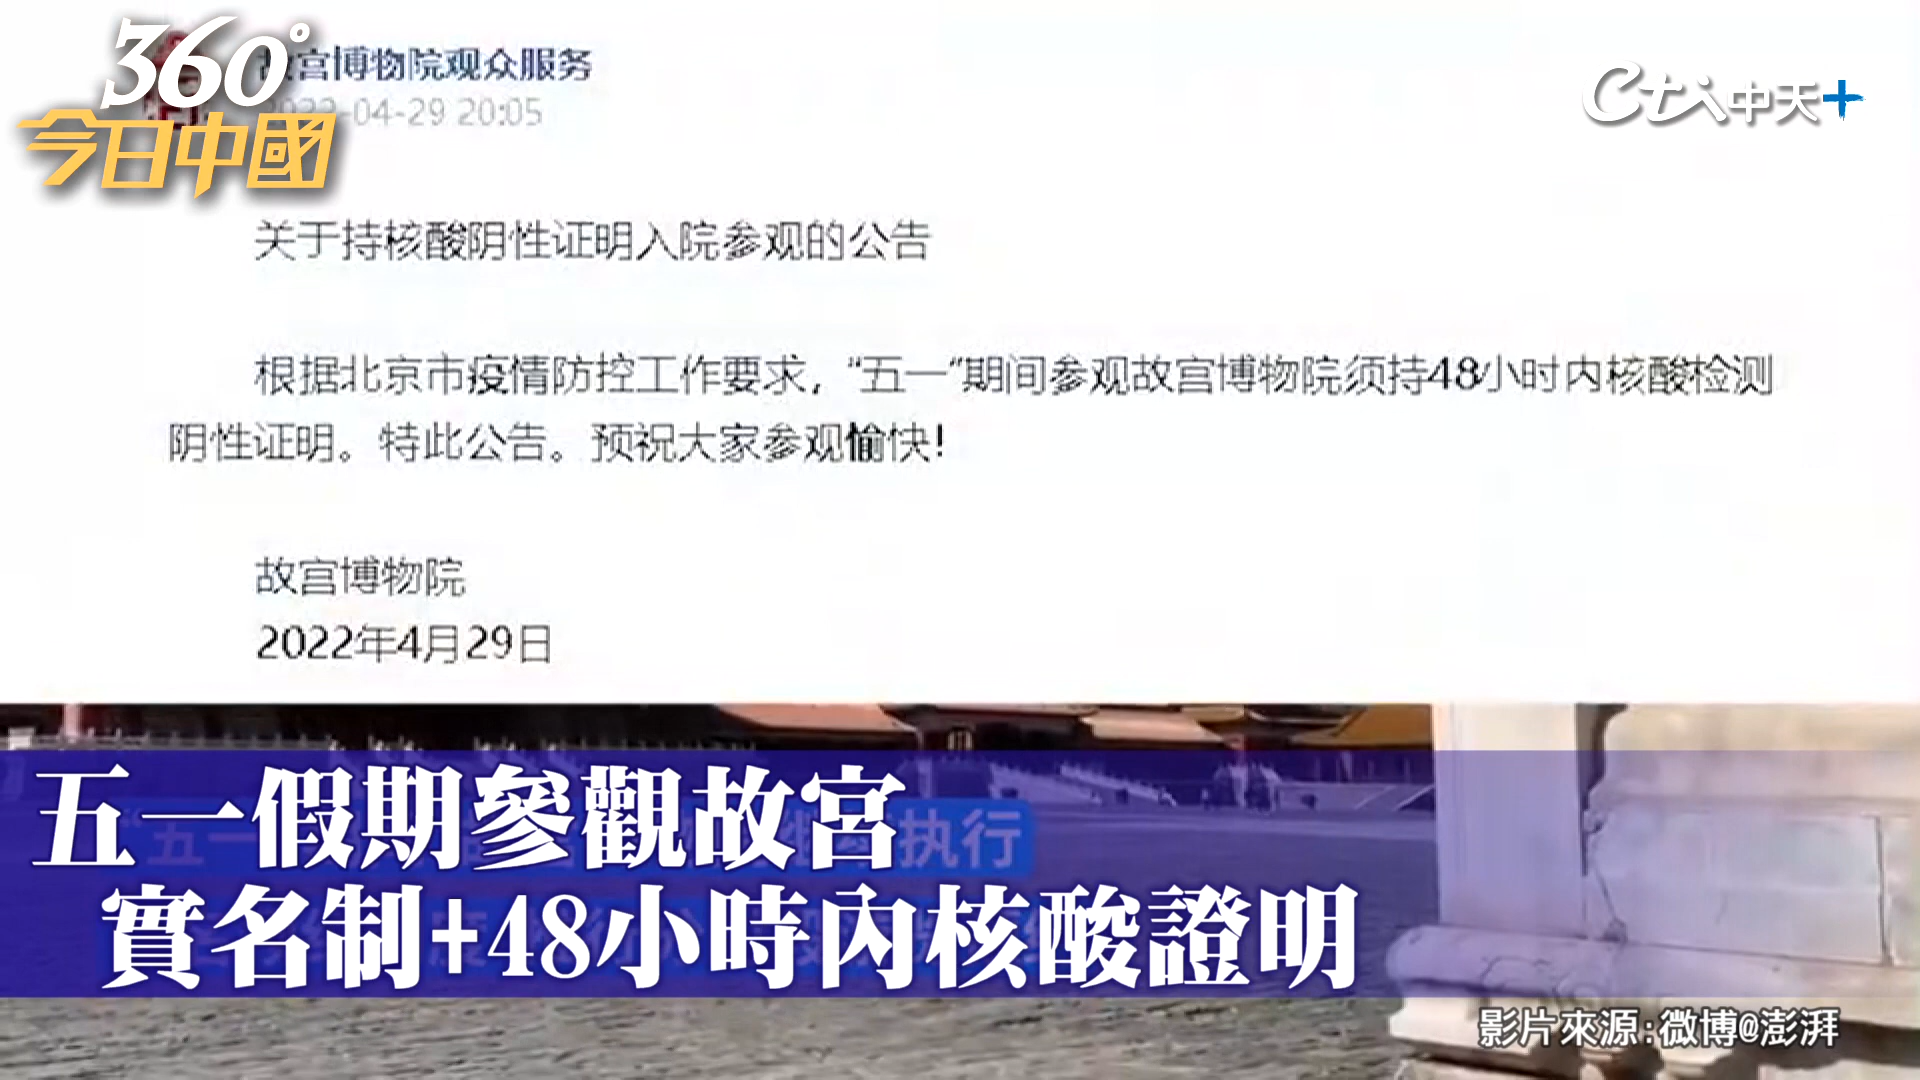 360°
今日中國
宫博物院观众服务
-04-29 20:05
cti中天+
关于持核酸阴性证明入院参观的公告
根据北京市疫情防控工作要求，“五一”期间参观故宫博物院须持48小时内核酸检测
阴性证明。特此公告。预祝大家参观愉快！
故宫博物院
2022年4月29日
五一假期參觀故宮
執行
實名制+48小時內核酸證明
影片來源:微博@澎湃